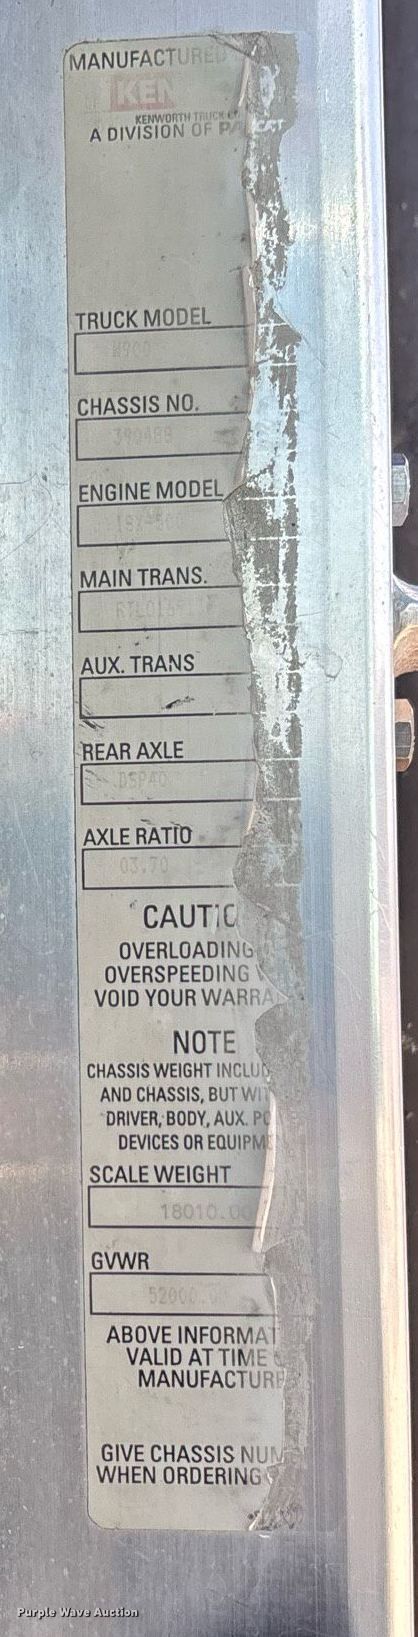 MANUFACTURED
KEN
KENWORTH TRUCK C
A DIVISION OF PA
TRUCK MODEL
W900
CHASSIS NO.
390489
ENGINE MODEL
MAIN TRANS.
AUX. TRANS
REAR AXLE
DSP40
AXLE RATIO
03.70
CAUTIO
OVERLOADING
OVERSPEEDING
VOID YOUR WARRA
NOTE
CHASSIS WEIGHT INCLUD
AND CHASSIS, BUT WIT
DRIVER, BODY, AUX. PO
DEVICES OR EQUIPME
SCALE WEIGHT
18010.00
GVWR
52000.00
ABOVE INFORMAT
VALID AT TIME
MANUFACTURE
GIVE CHASSIS NUM
WHEN ORDERING
Purple Wave Auction